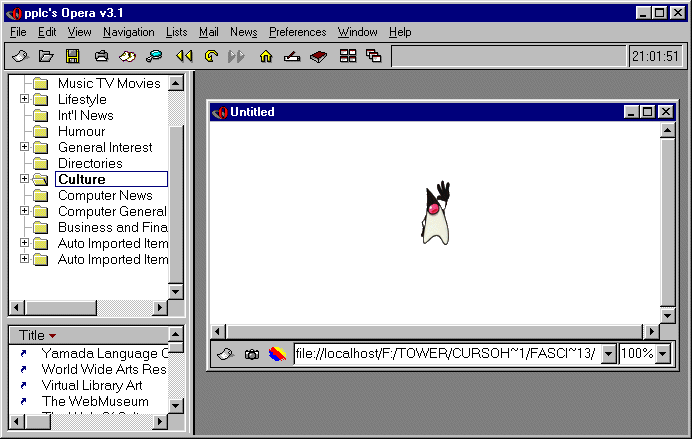 pplc's Opera v3.1
File Edit View Navigation Lists Mail News Preferences Window Help
21:01:51
Music TV Movies
Lifestyle
Int'l News
Humour
General Interest
Directories
Culture
Computer News
Computer General
Business and Fina
Auto Imported Item
Auto Imported Item
Title
Yamada Language C
World Wide Arts Res
Virtual Library Art
The WebMuseum
Untitled
file://localhost/F:/TOWER/CURSOH~1/FASCI~13/
100%